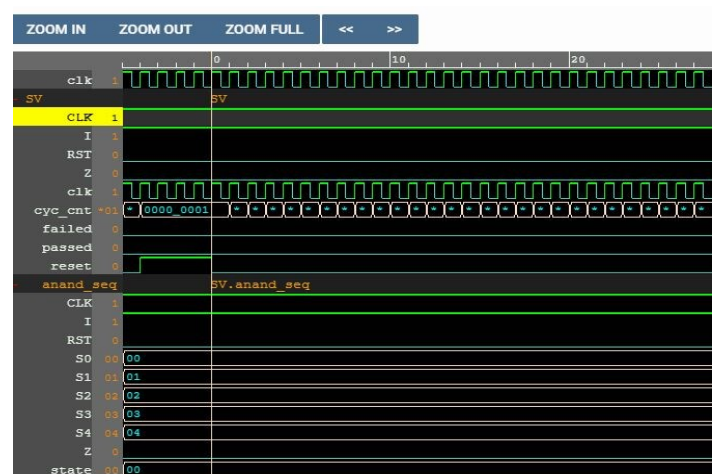 ZOOM IN ZOOM OUT ZOOM FULL << >>
0 10 20
clk 1
- SV SV
CLK 1
I 1
RST 0
Z 0
clk 1
cyc_cnt *01 * 0000_0001 * * * * * * * * * * * * * * * * * * * * * * * * * * *
failed 0
passed 0
reset 0
- anand_seq SV.anand_seq
CLK 1
I 1
RST 0
S0 00 00
S1 01 01
S2 02 02
S3 03 03
S4 04 04
Z 0
state 00 00